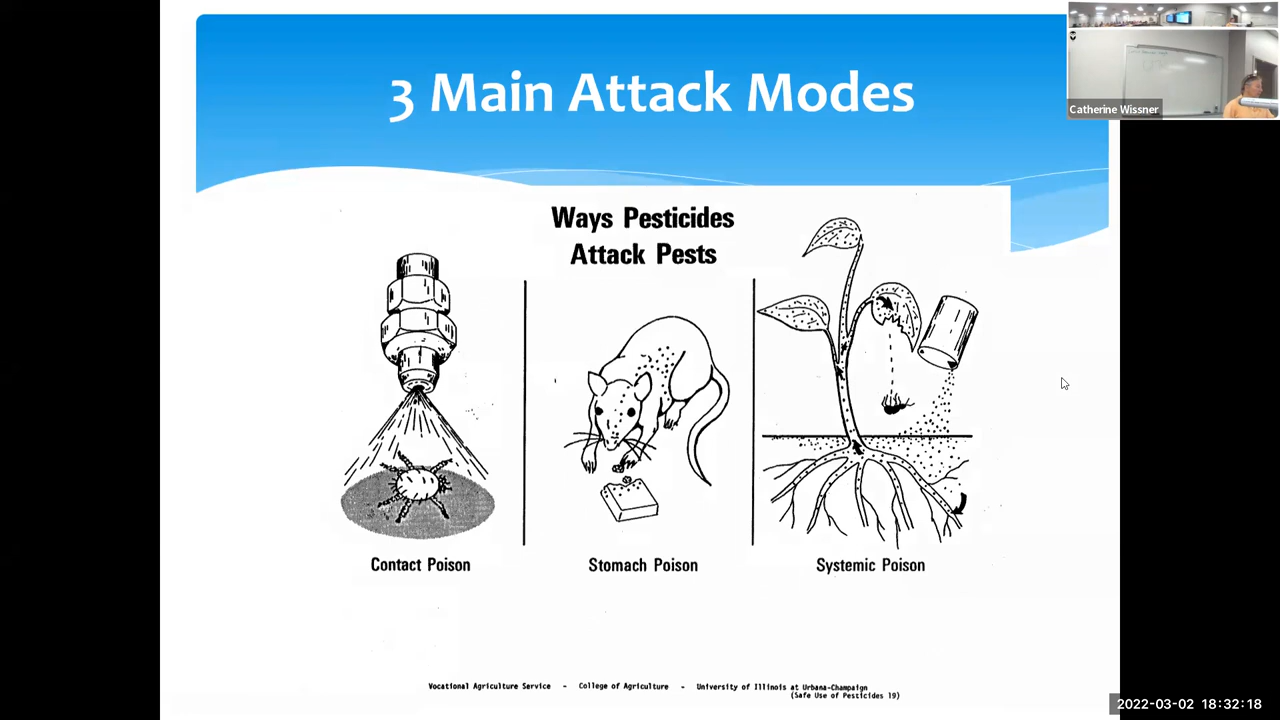 3 Main Attack Modes
Catherine Wissner
Ways Pesticides
Attack Pests
Contact Poison
Stomach Poison
Systemic Poison
Vocational Agriculture Service - College of Agriculture - University of Illinois at Urbana-Champaign
(Safe Use of Pesticides 19)
2022-03-02 18:32:18